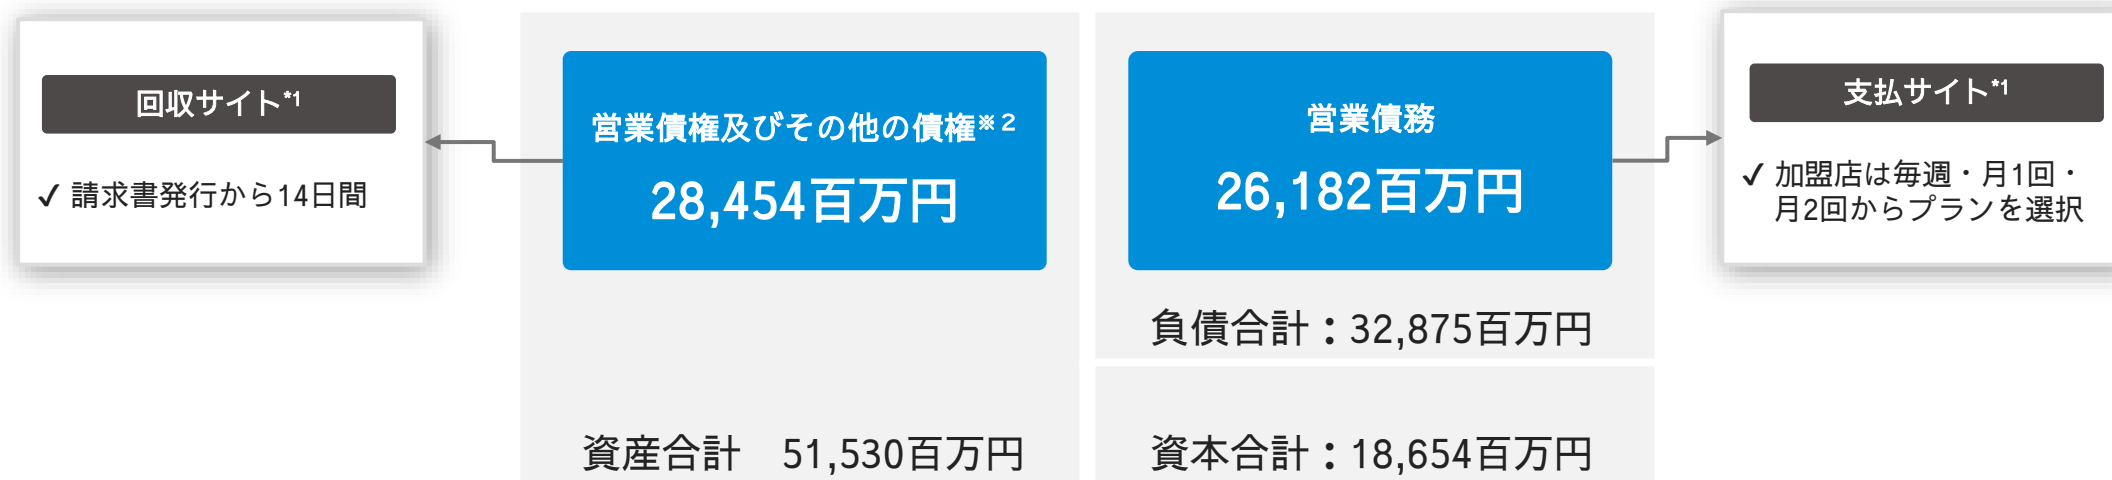 回収サイト*1
✓ 請求書発行から14日間
営業債権及びその他の債権※2
28,454百万円
資産合計　51,530百万円
営業債務
26,182百万円
負債合計：32,875百万円
資本合計：18,654百万円
支払サイト*1
✓ 加盟店は毎週・月1回・
月2回からプランを選択